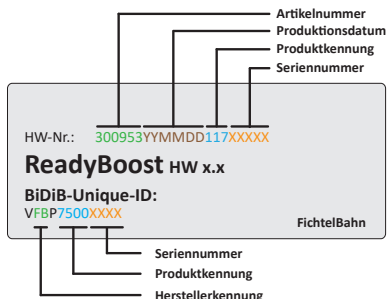 Artikelnummer
Produktionsdatum
Produktkennung
Seriennummer
HW-Nr.: 300953YYMMDD117XXXXX
ReadyBoost HW x.x
BiDiB-Unique-ID:
VFBP7500XXXX
FichtelBahn
Seriennummer
Produktkennung
Herstellerkennung